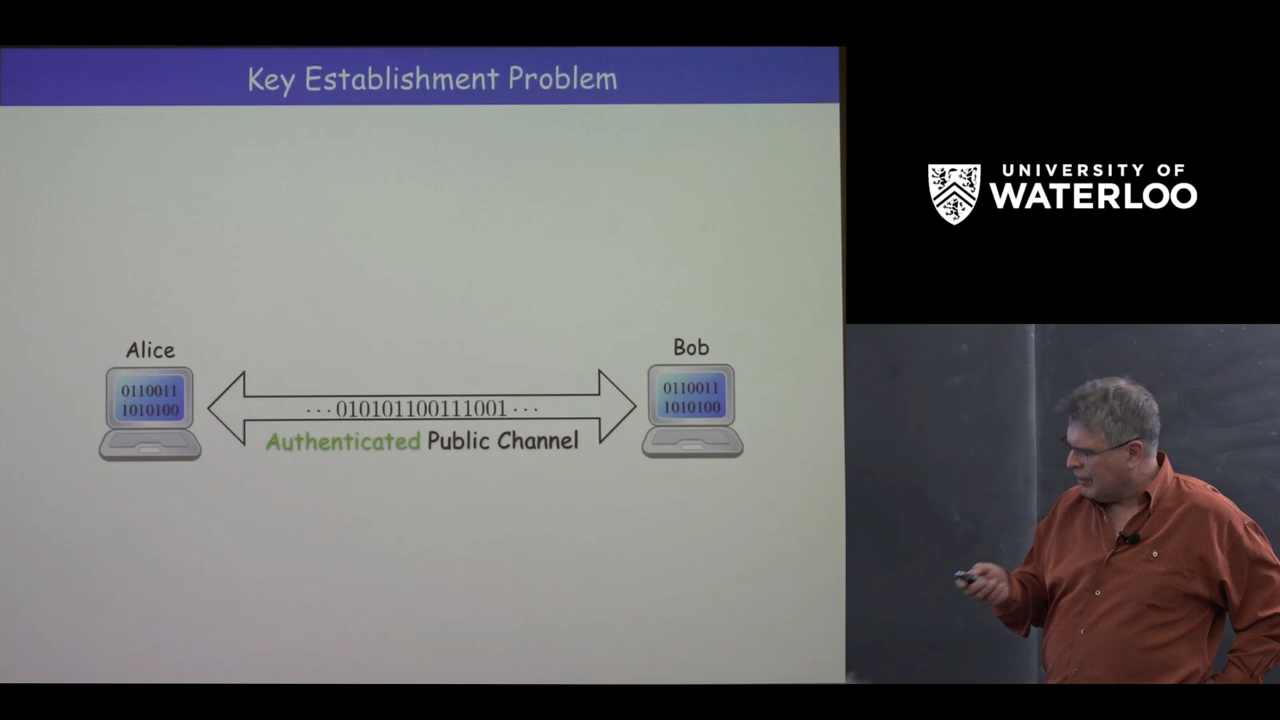 Key Establishment Problem
UNIVERSITY OF
WATERLOO
Alice
Bob
0110011
1010100
···010101100111001···
0110011
1010100
Authenticated Public Channel